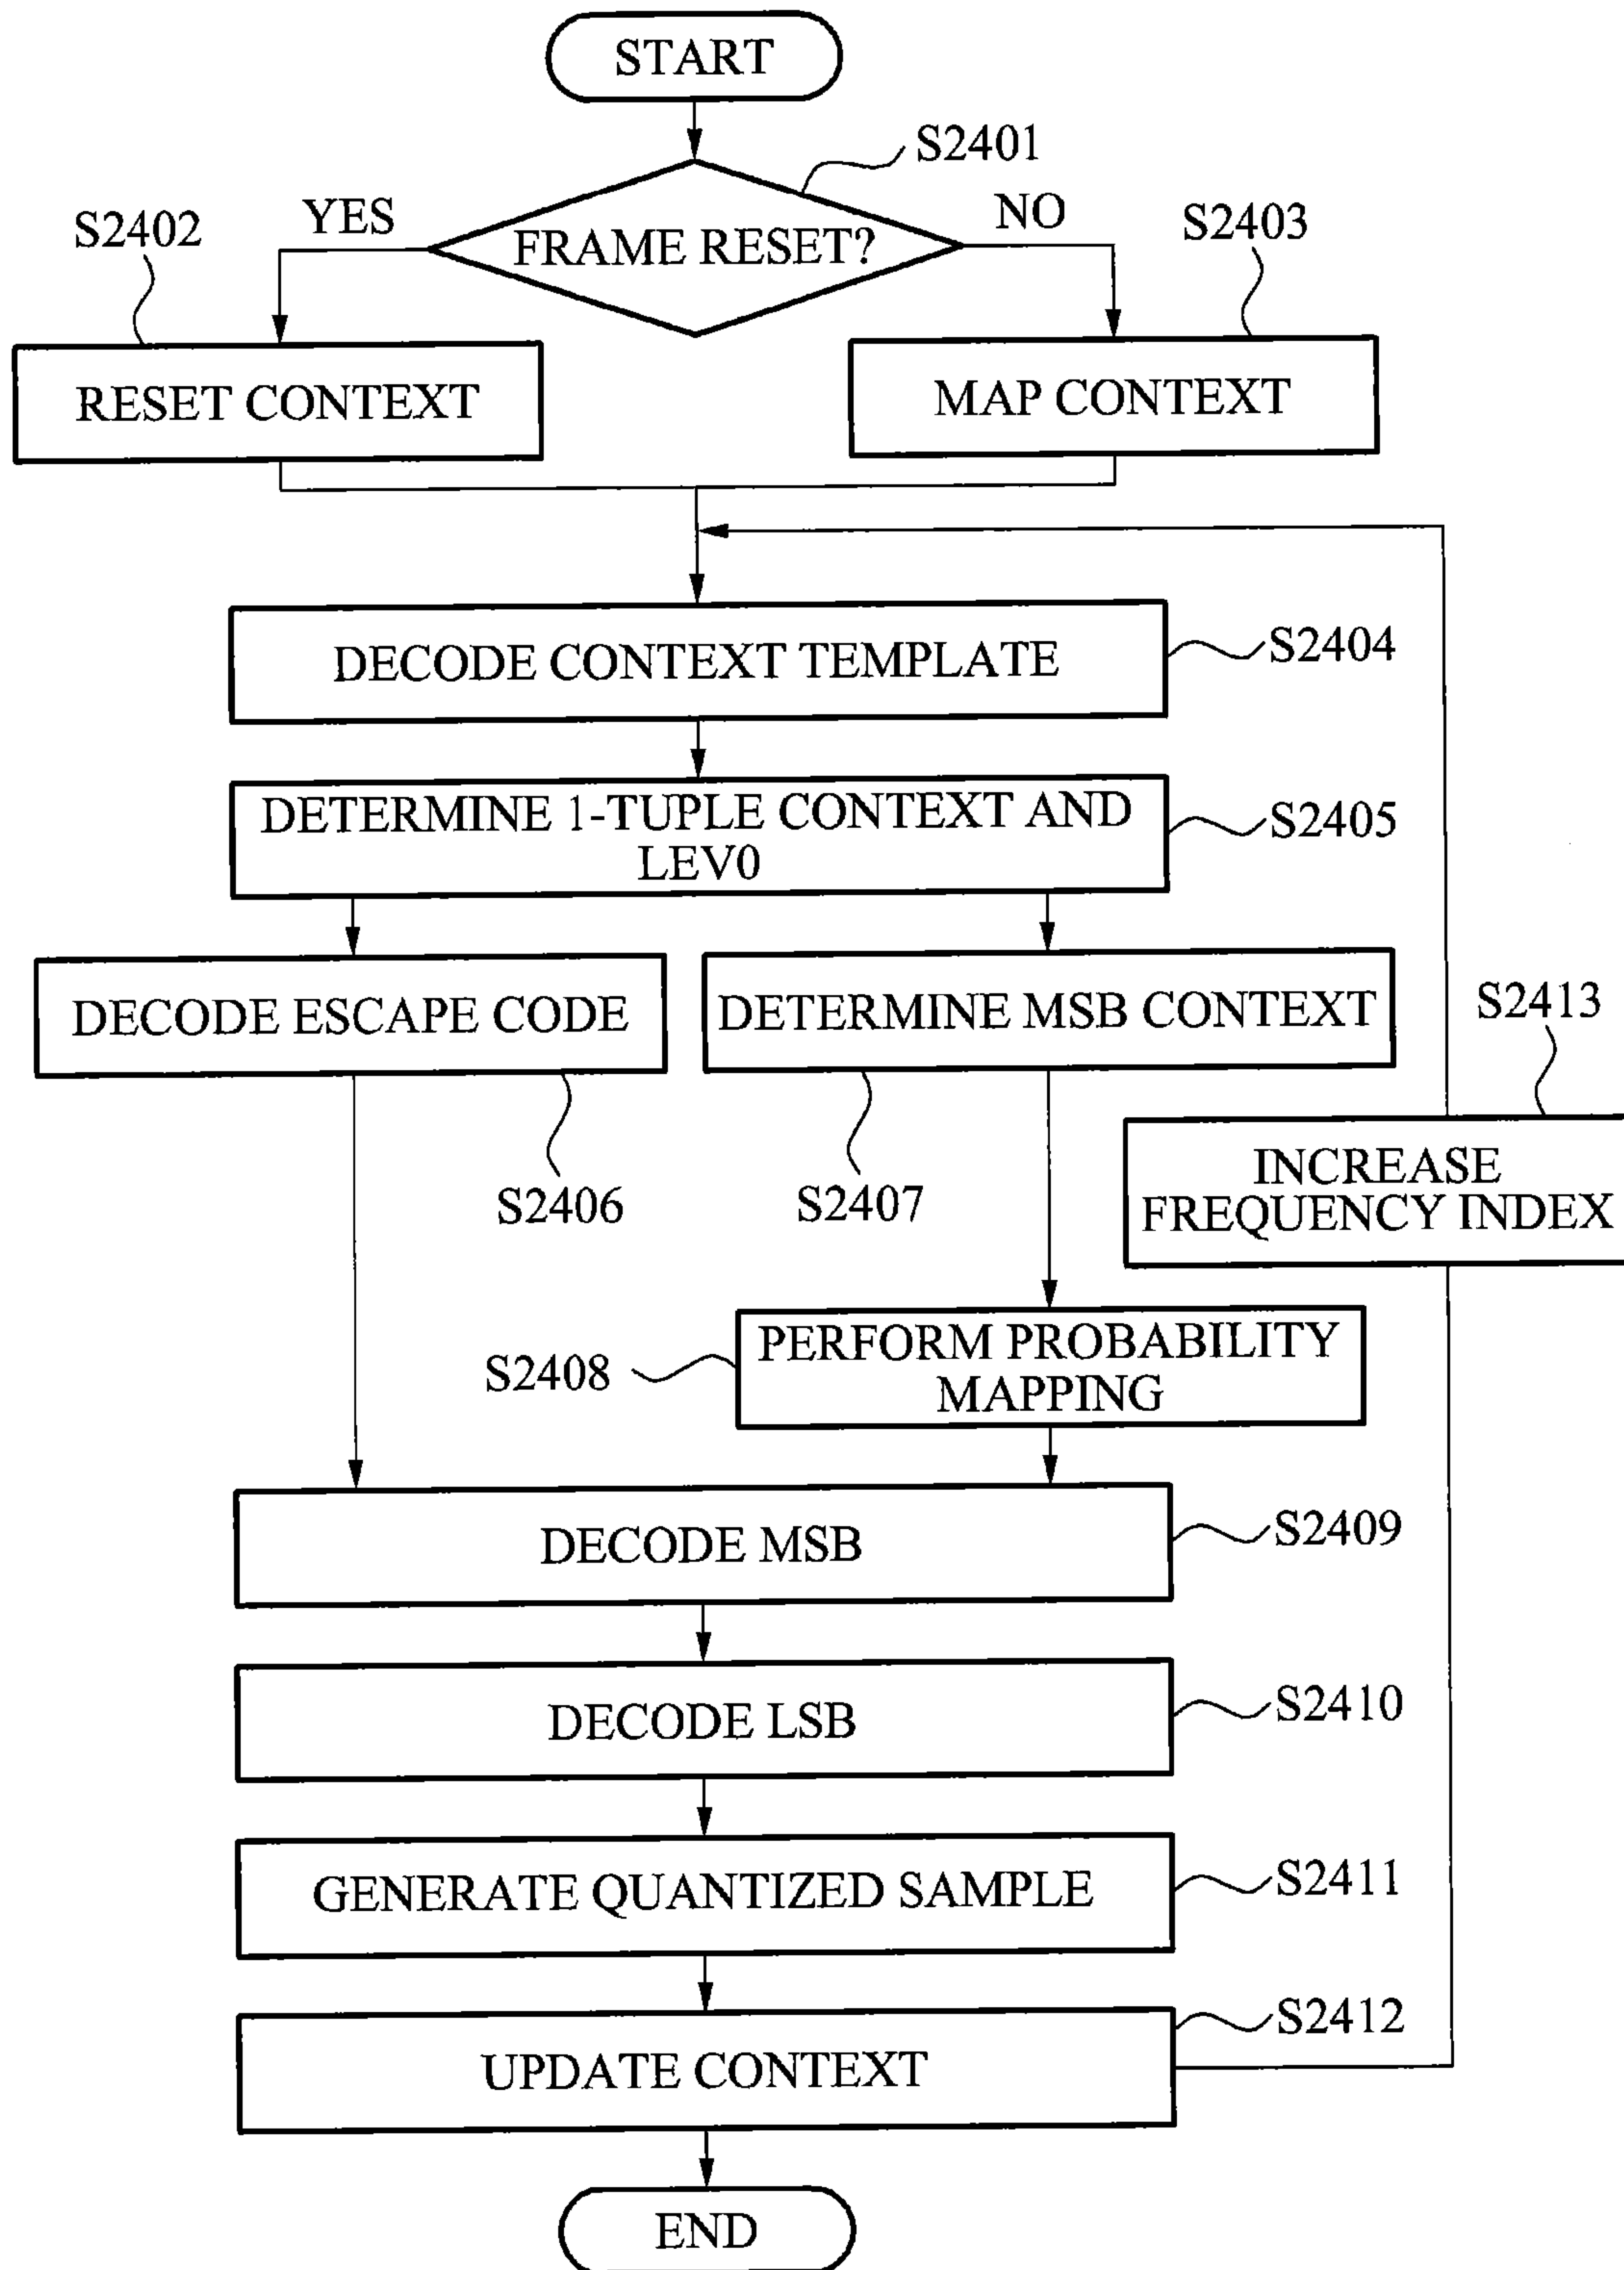 START
S2401
YES
NO
S2402
FRAME RESET?
S2403
RESET CONTEXT
MAP CONTEXT
DECODE CONTEXT TEMPLATE
S2404
DETERMINE 1-TUPLE CONTEXT AND
LEV0
S2405
DECODE ESCAPE CODE
DETERMINE MSB CONTEXT
S2413
S2406
S2407
INCREASE
FREQUENCY INDEX
S2408
PERFORM PROBABILITY
MAPPING
DECODE MSB
S2409
DECODE LSB
S2410
GENERATE QUANTIZED SAMPLE
S2411
UPDATE CONTEXT
S2412
END